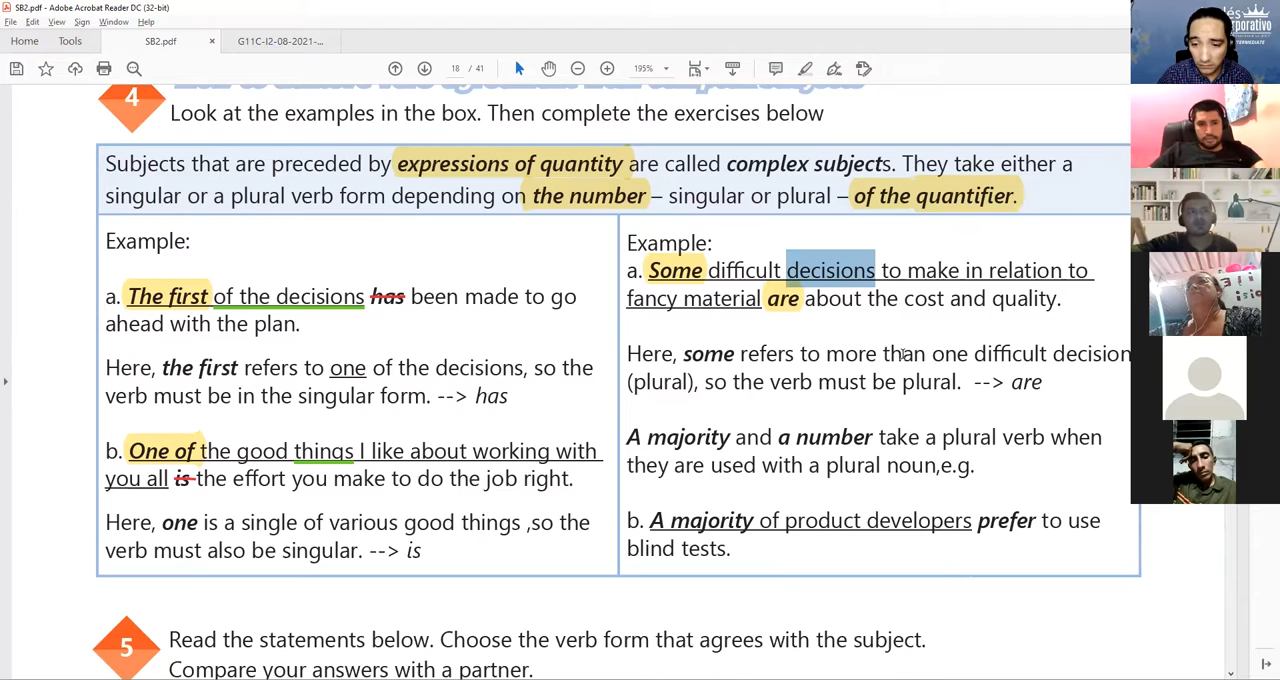 SB2.pdf - Adobe Acrobat Reader DC (32-bit)
File Edit View Sign Window Help
Home Tools SB2.pdf × G11C-I2-08-2021-...
18 / 41 195%
4
Look at the examples in the box. Then complete the exercises below
Subjects that are preceded by expressions of quantity are called complex subjects. They take either a
singular or a plural verb form depending on the number – singular or plural – of the quantifier.
Example:
a. The first of the decisions has been made to go
ahead with the plan.
Here, the first refers to one of the decisions, so the
verb must be in the singular form. --> has
b. One of the good things I like about working with
you all is the effort you make to do the job right.
Here, one is a single of various good things ,so the
verb must also be singular. --> is
Example:
a. Some difficult decisions to make in relation to
fancy material are about the cost and quality.
Here, some refers to more than one difficult decision
(plural), so the verb must be plural. --> are
A majority and a number take a plural verb when
they are used with a plural noun,e.g.
b. A majority of product developers prefer to use
blind tests.
5
Read the statements below. Choose the verb form that agrees with the subject.
Compare your answers with a partner.